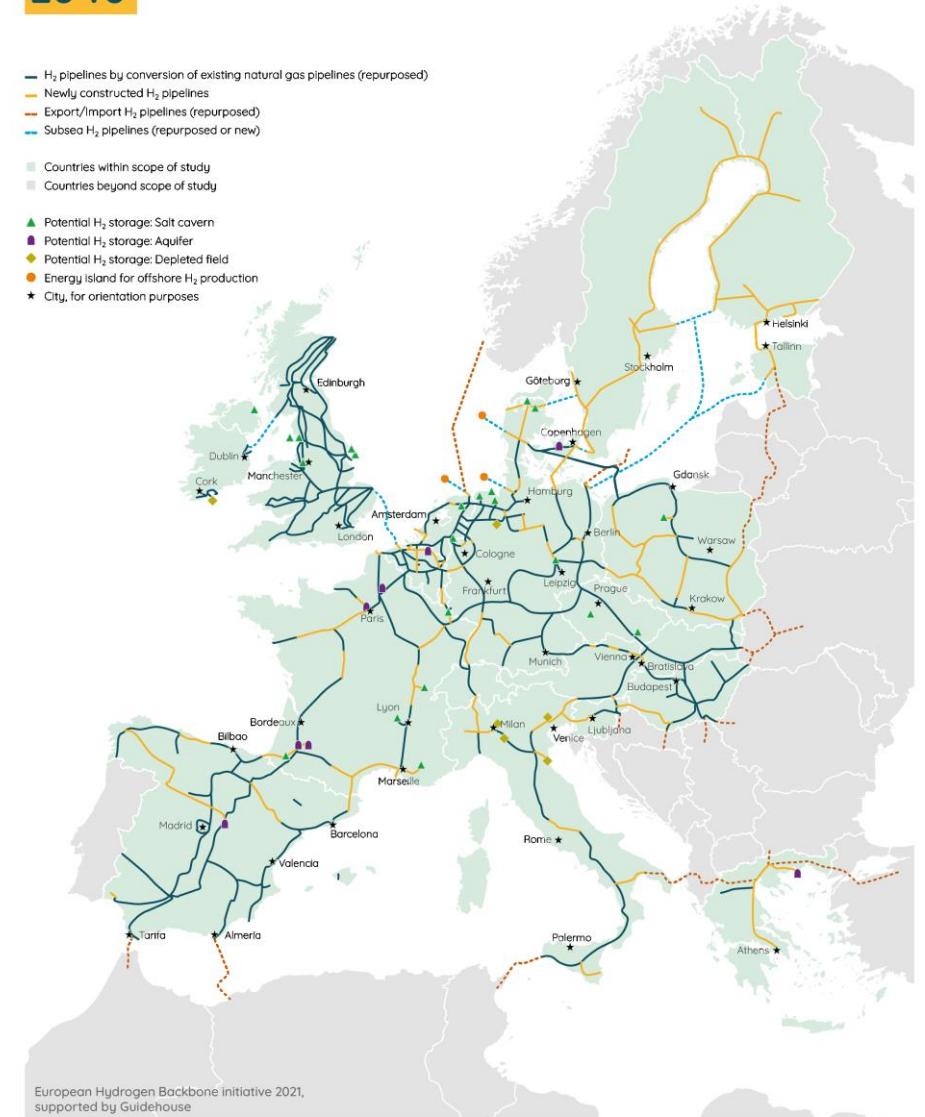 2040
H₂ pipelines by conversion of existing natural gas pipelines (repurposed)
Newly constructed H₂ pipelines
Export/Import H₂ pipelines (repurposed)
Subsea H₂ pipelines (repurposed or new)
Countries within scope of study
Countries beyond scope of study
Potential H₂ storage: Salt cavern
Potential H₂ storage: Aquifer
Potential H₂ storage: Depleted field
Energy island for offshore H₂ production
City, for orientation purposes
Helsinki
Tallinn
Stockholm
Edinburgh
Göteborg
Copenhagen
Dublin
Manchester
Cork
Gdansk
Hamburg
Amsterdam
London
Berlin
Warsaw
Cologne
Leipzig
Frankfurt
Prague
Krakow
Paris
Munich
Vienna
Bratislava
Budapest
Lyon
Bordeaux
Milan
Ljubljana
Venice
Bilbao
Marseille
Madrid
Barcelona
Rome
Valencia
Tarifa
Almería
Palermo
Athens
European Hydrogen Backbone initiative 2021,
supported by Guidehouse